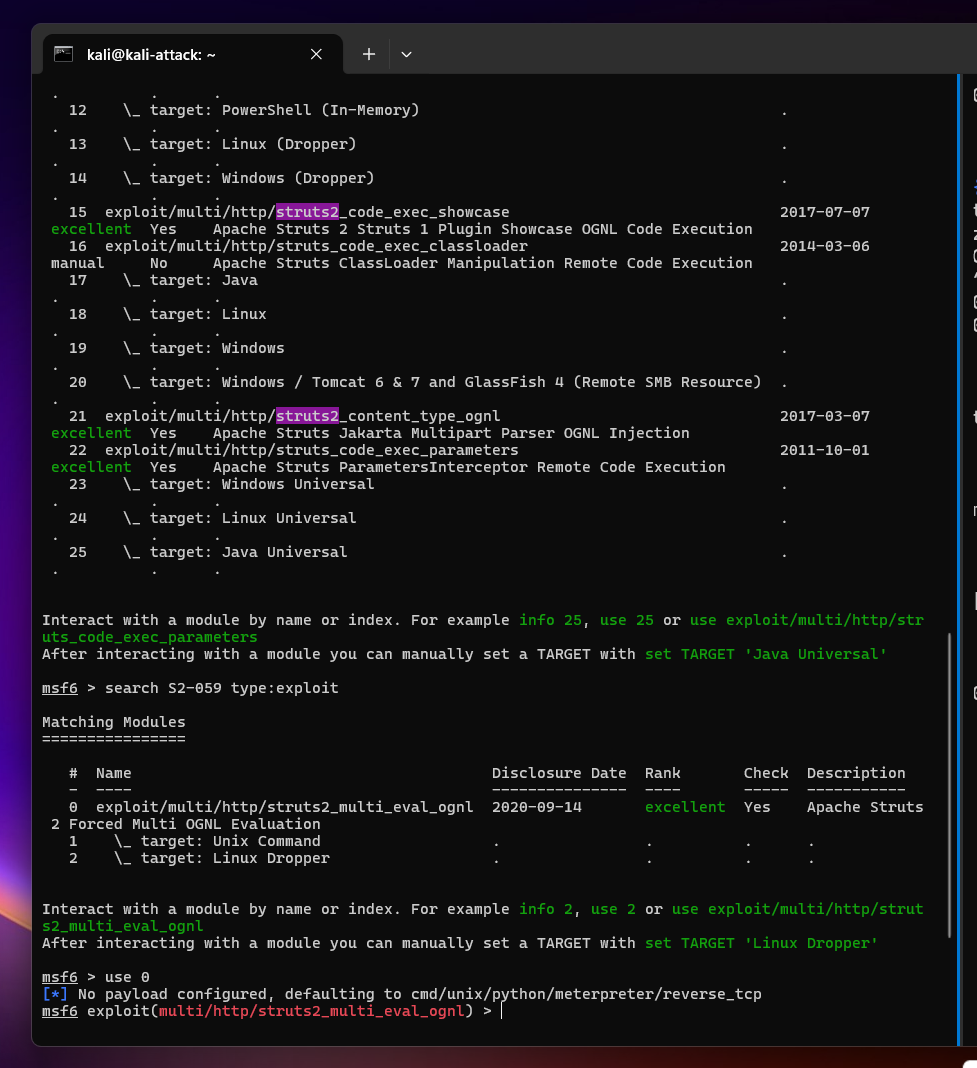 kali@kali-attack: ~
. . .
12 \_ target: PowerShell (In-Memory) .
. . .
13 \_ target: Linux (Dropper) .
. . .
14 \_ target: Windows (Dropper) .
. . .
15 exploit/multi/http/struts2_code_exec_showcase 2017-07-07
excellent Yes Apache Struts 2 Struts 1 Plugin Showcase OGNL Code Execution
16 exploit/multi/http/struts_code_exec_classloader 2014-03-06
manual No Apache Struts ClassLoader Manipulation Remote Code Execution
17 \_ target: Java .
. . .
18 \_ target: Linux .
. . .
19 \_ target: Windows .
. . .
20 \_ target: Windows / Tomcat 6 & 7 and GlassFish 4 (Remote SMB Resource) .
. . .
21 exploit/multi/http/struts2_content_type_ognl 2017-03-07
excellent Yes Apache Struts Jakarta Multipart Parser OGNL Injection
22 exploit/multi/http/struts_code_exec_parameters 2011-10-01
excellent Yes Apache Struts ParametersInterceptor Remote Code Execution
23 \_ target: Windows Universal .
. . .
24 \_ target: Linux Universal .
. . .
25 \_ target: Java Universal .
. . .
Interact with a module by name or index. For example info 25, use 25 or use exploit/multi/http/str
uts_code_exec_parameters
After interacting with a module you can manually set a TARGET with set TARGET 'Java Universal'
msf6 > search S2-059 type:exploit
Matching Modules
================
# Name Disclosure Date Rank Check Description
- ---- --------------- ---- ----- -----------
0 exploit/multi/http/struts2_multi_eval_ognl 2020-09-14 excellent Yes Apache Struts
2 Forced Multi OGNL Evaluation
1 \_ target: Unix Command . . . .
2 \_ target: Linux Dropper . . . .
Interact with a module by name or index. For example info 2, use 2 or use exploit/multi/http/strut
s2_multi_eval_ognl
After interacting with a module you can manually set a TARGET with set TARGET 'Linux Dropper'
msf6 > use 0
[*] No payload configured, defaulting to cmd/unix/python/meterpreter/reverse_tcp
msf6 exploit(multi/http/struts2_multi_eval_ognl) >